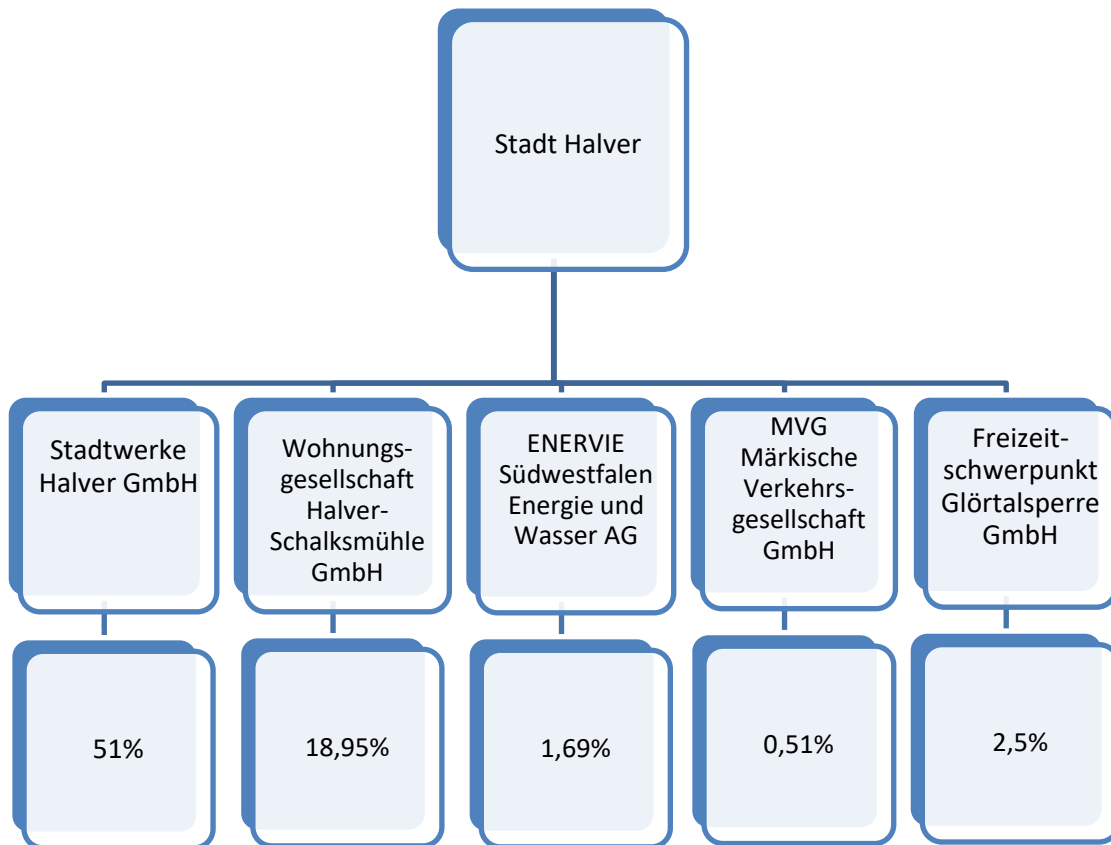 Stadt Halver
Stadtwerke
Halver GmbH
Wohnungs-
gesellschaft
Halver-
Schalksmühle
GmbH
ENERVIE
Südwestfalen
Energie und
Wasser AG
MVG
Märkische
Verkehrs-
gesellschaft
GmbH
Freizeit-
schwerpunkt
Glörtalsperre
GmbH
51%
18,95%
1,69%
0,51%
2,5%